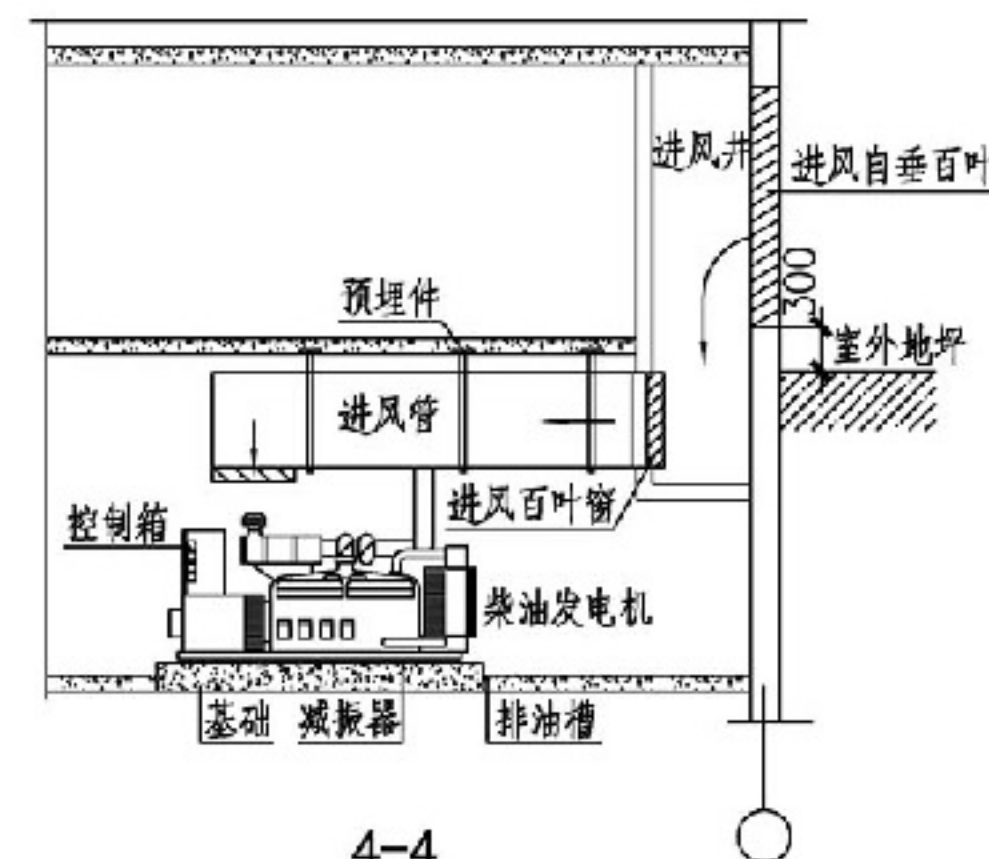 进风井
进风自垂百叶
300
预埋件
室外地坪
进风管
进风百叶窗
控制箱
柴油发电机
基础
减振器
排油槽
4-4